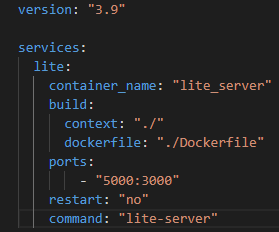 version: "3.9"

services:
  lite:
    container_name: "lite_server"
    build:
      context: "./"
      dockerfile: "./Dockerfile"
    ports:
        - "5000:3000"
    restart: "no"
    command: "lite-server"